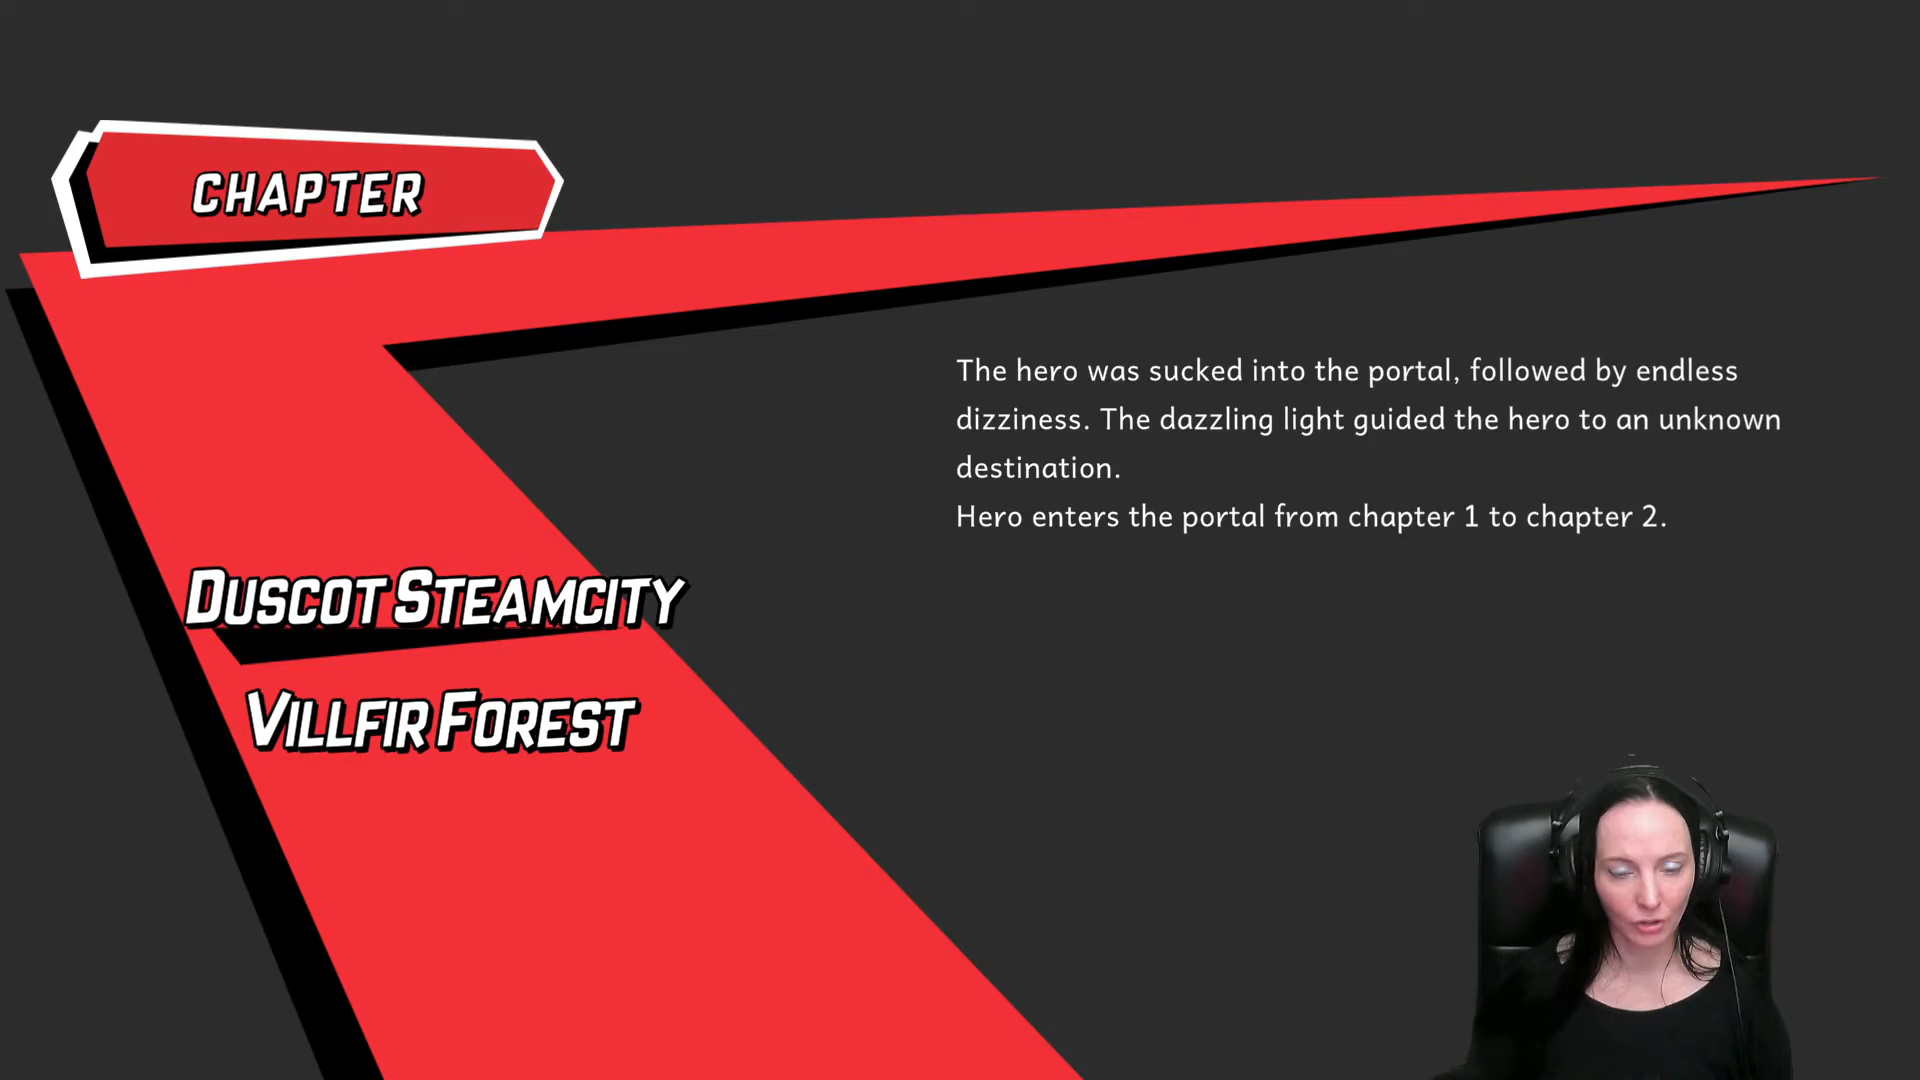 CHAPTER
The hero was sucked into the portal, followed by endless
dizziness. The dazzling light guided the hero to an unknown
destination.
Hero enters the portal from chapter 1 to chapter 2.
DUSCOT STEAMCITY
VILLFIR FOREST